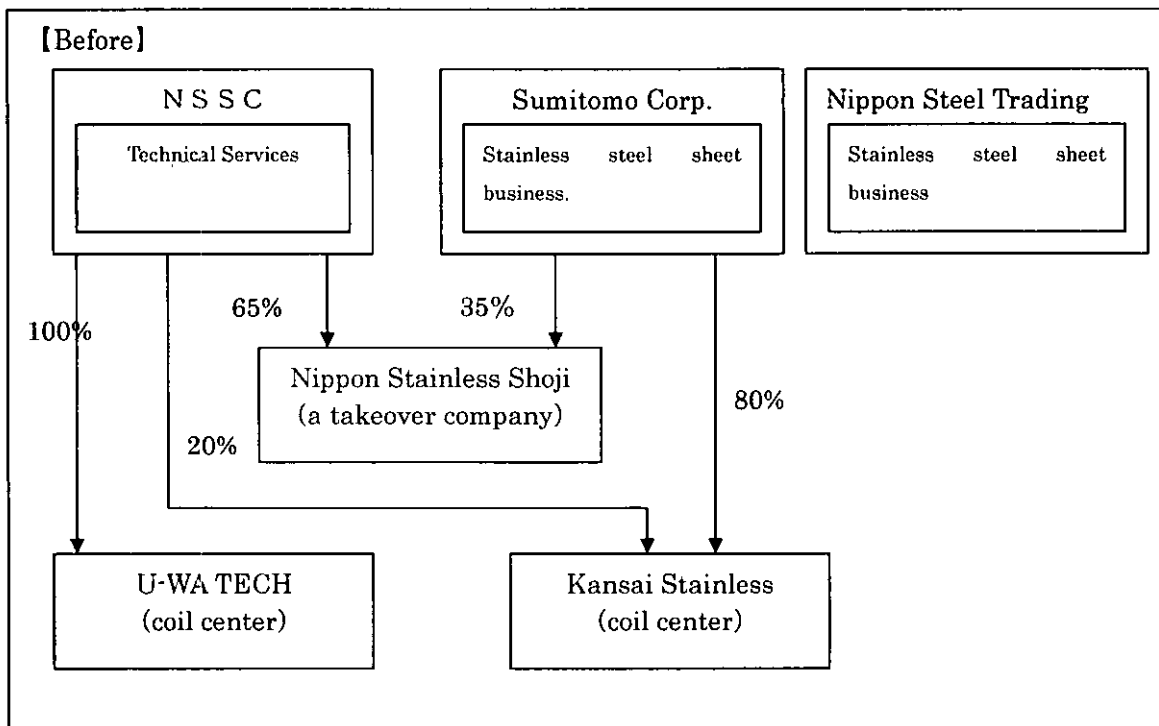 【Before】
N S S C
Sumitomo Corp.
Nippon Steel Trading
Technical Services
Stainless steel sheet
business.
Stainless steel sheet
business
100%
65%
35%
Nippon Stainless Shoji
(a takeover company)
80%
20%
U-WA TECH
(coil center)
Kansai Stainless
(coil center)